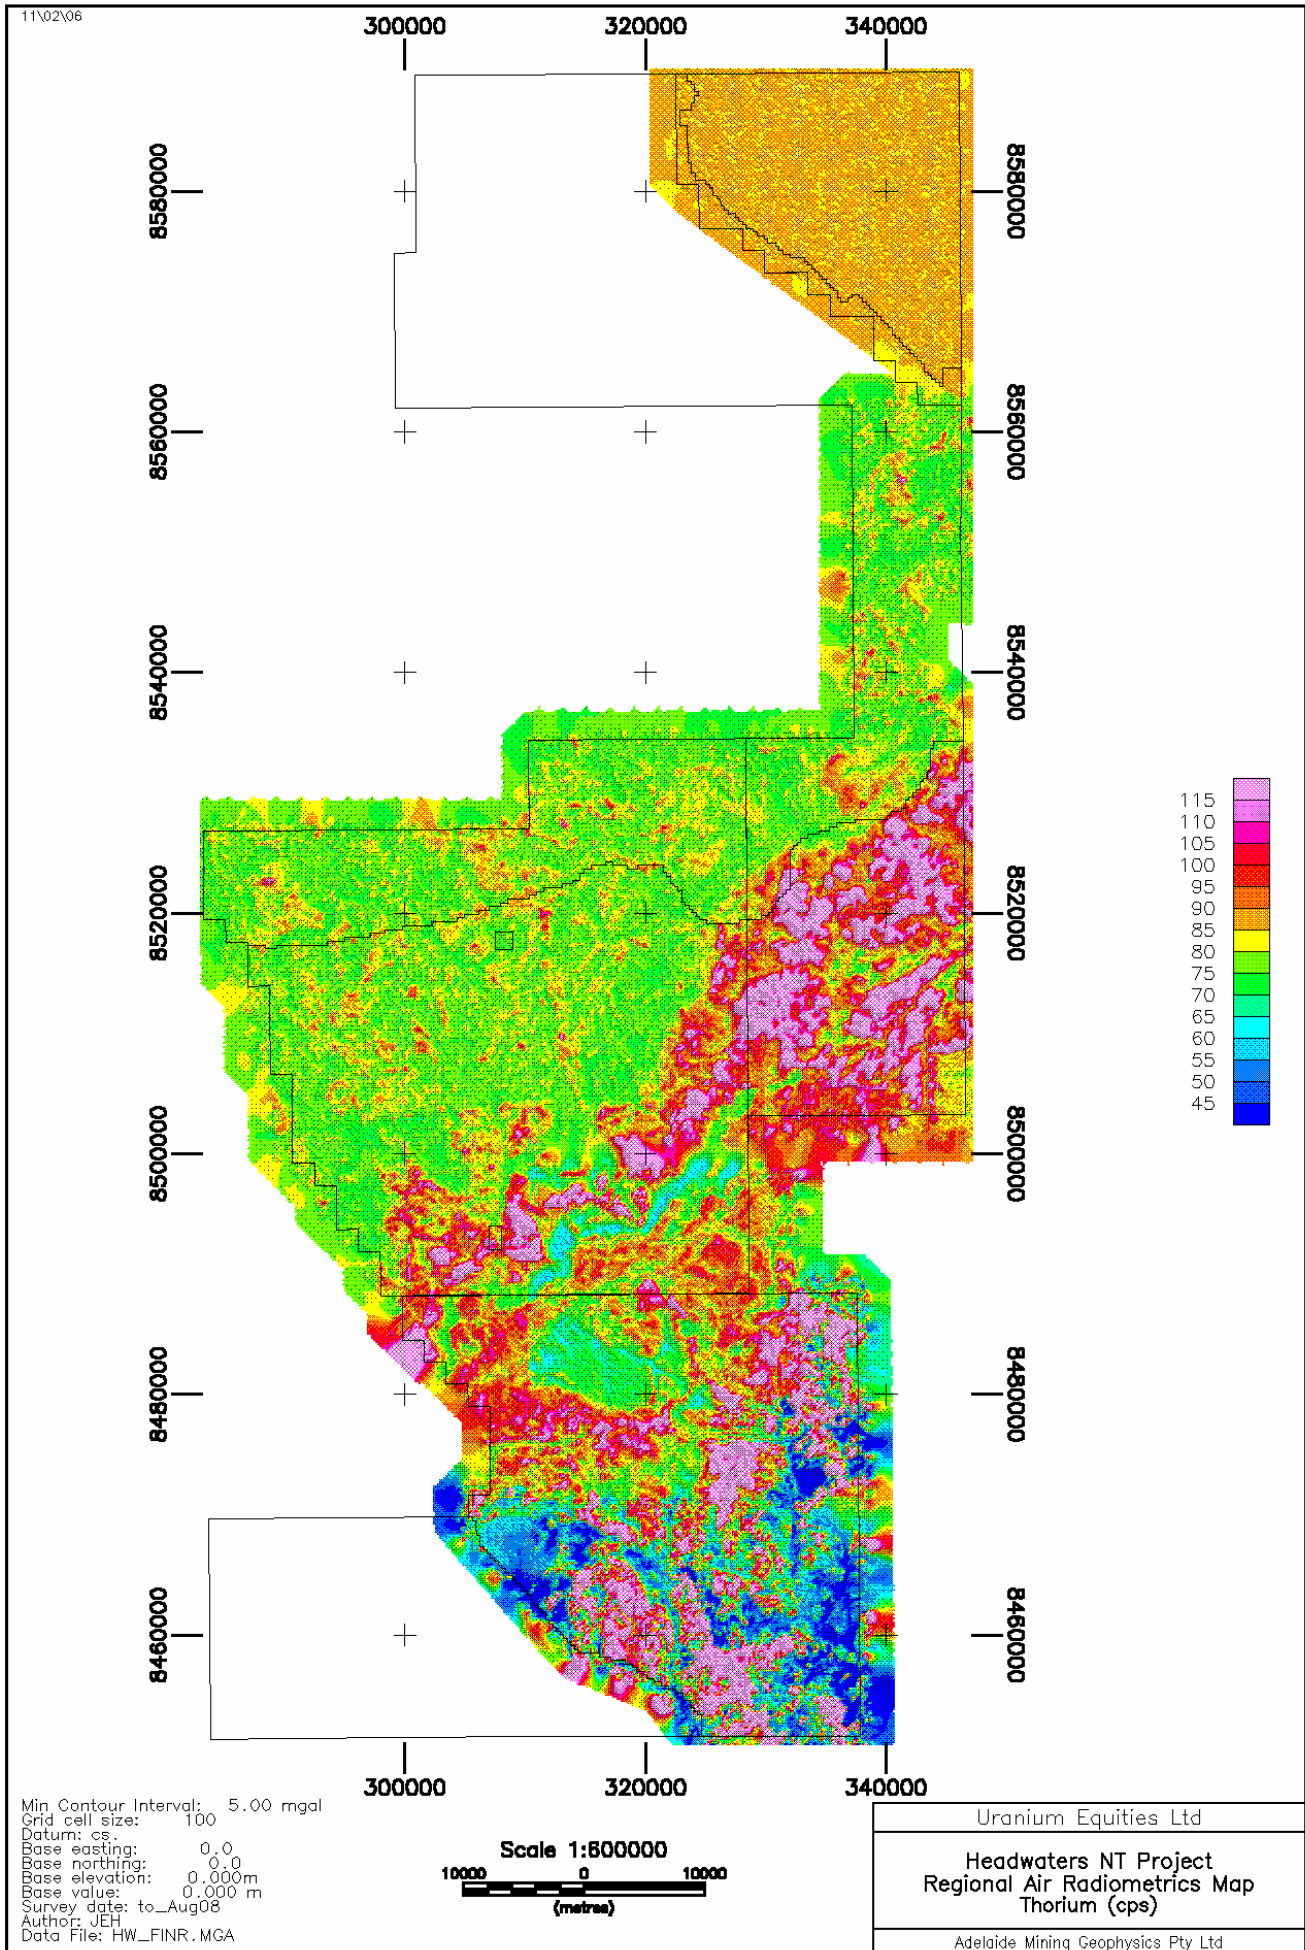 11\02\06
300000 320000 340000
8580000 8580000
8560000 8560000
8540000 8540000
8520000 8520000
8500000 8500000
8480000 8480000
8460000 8460000
115
110
105
100
95
90
85
80
75
70
65
60
55
50
45
300000 320000 340000
Min Contour Interval: 5.00 mgal
Grid cell size: 100
Datum: cs.
Base easting: 0.0
Base northing: 0.0
Base elevation: 0.000m
Base value: 0.000 m
Survey date: to_Aug08
Author: JEH
Data File: HW_FINR.MGA
Scale 1:600000
10000 0 10000
(metres)
Uranium Equities Ltd
Headwaters NT Project
Regional Air Radiometrics Map
Thorium (cps)
Adelaide Mining Geophysics Pty Ltd